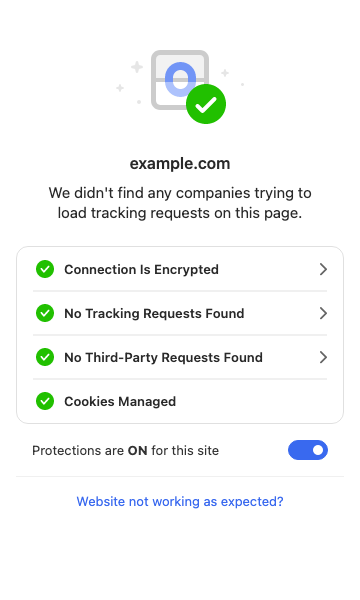 0
example.com
We didn't find any companies trying to
load tracking requests on this page.
Connection Is Encrypted
No Tracking Requests Found
No Third-Party Requests Found
Cookies Managed
Protections are ON for this site
Website not working as expected?